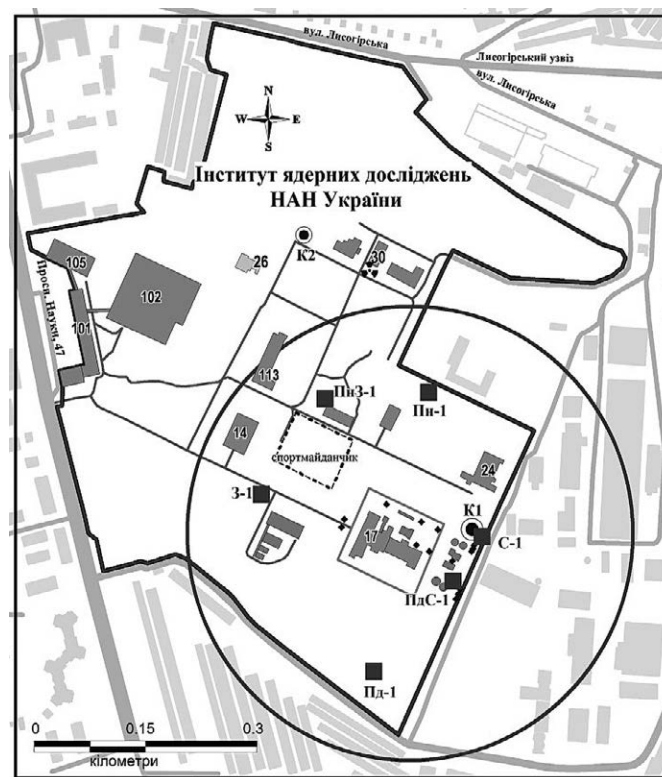 вул. Лисогірська
Лисогірський узвіз
вул. Лисогірська
N
W E
S
Інститут ядерних досліджень
НАН України
К2
26
30
105
102
101
Просп. Науки, 47
113
ПнЗ-1
Пн-1
14
спортмайданчик
24
З-1
К1
17
С-1
ПдС-1
Пд-1
0 0.15 0.3
кілометри